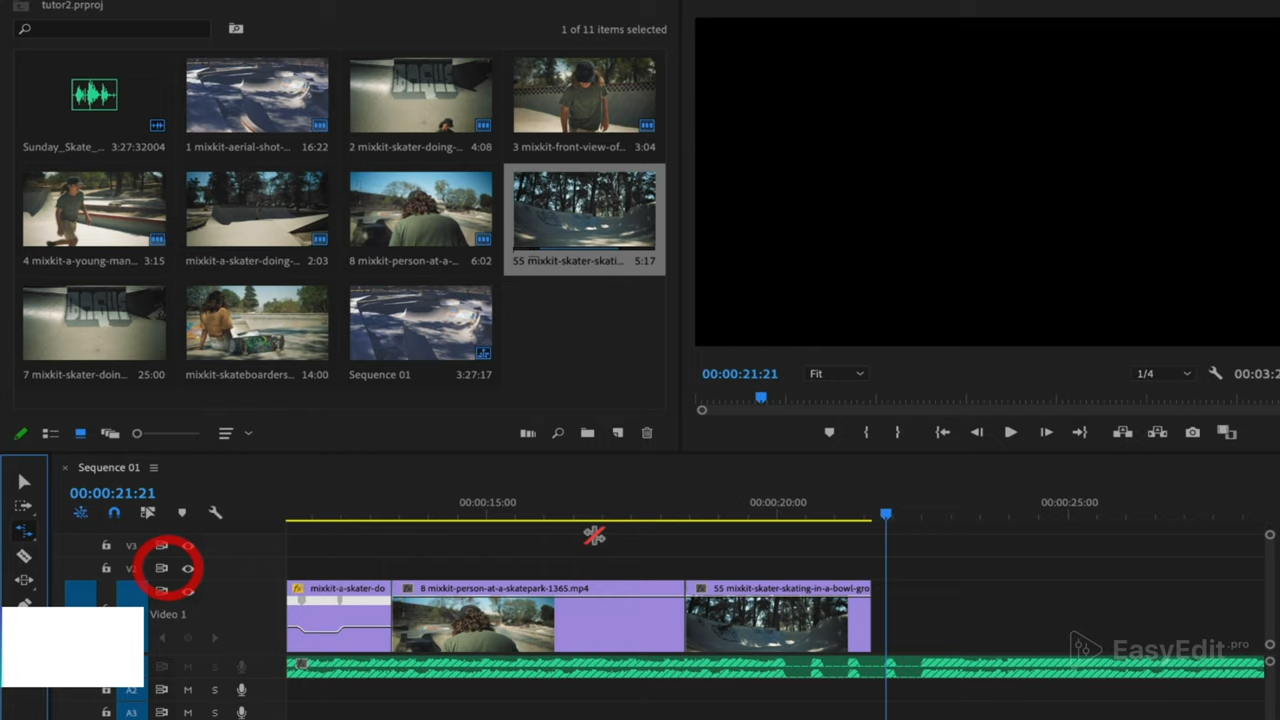 tutor2.prproj
1 of 11 items selected
Sunday_Skate_... 3:27:32004
1 mixkit-aerial-shot-... 16:22
2 mixkit-skater-doing-... 4:08
3 mixkit-front-view-of... 3:04
4 mixkit-a-young-man... 3:15
mixkit-a-skater-doing-... 2:03
8 mixkit-person-at-a-... 6:02
55 mixkit-skater-skati... 5:17
7 mixkit-skater-doin... 25:00
mixkit-skateboarders... 14:00
Sequence 01 3:27:17
00:00:21:21 Fit 1/4 00:03:2
Sequence 01
00:00:21:21
00:00:15:00 00:00:20:00 00:00:25:00
V3
V2
mixkit-a-skater-do 8 mixkit-person-at-a-skatepark-1365.mp4 55 mixkit-skater-skating-in-a-bowl-gro
Video 1
EasyEdit.pro
M S
A2 M S
A3 M S